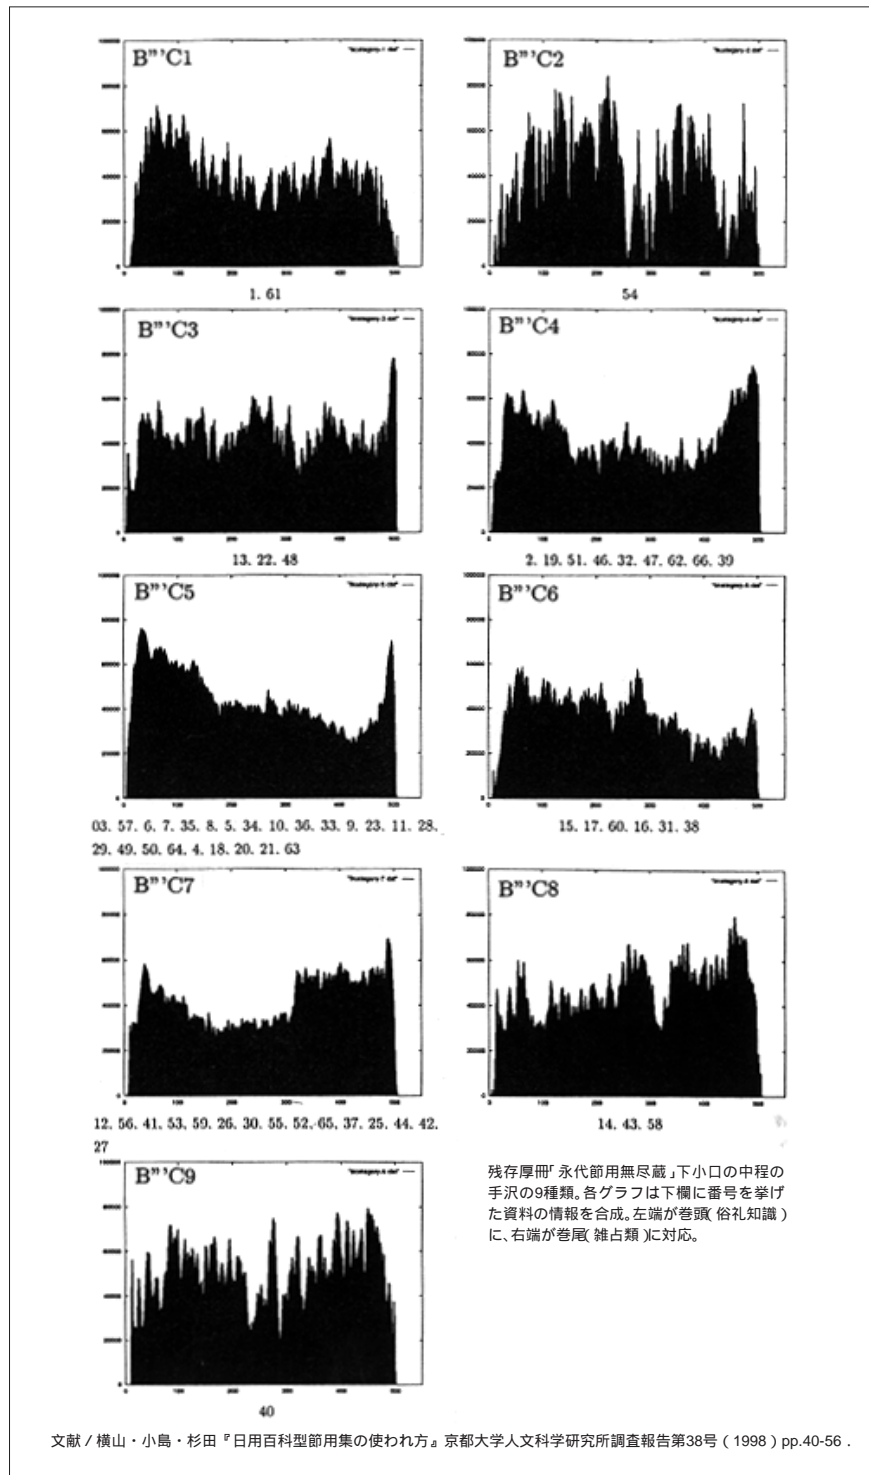 B"'C1
1. 61
B"'C2
54
B"'C3
13. 22. 48
B"'C4
2. 19. 51. 46. 32. 47. 62. 66. 39
B"'C5
03. 57. 6. 7. 35. 8. 5. 34. 10. 36. 33. 9. 23. 11. 28.
29. 49. 50. 64. 4. 18. 20. 21. 63
B"'C6
15. 17. 60. 16. 31. 38
B"'C7
12. 56. 41. 53. 59. 26. 30. 55. 52. 65. 37. 25. 44. 42.
27
B"'C8
14. 43. 58
B"'C9
40
残存厚冊「永代節用無尽蔵」下小口の中程の
手沢の9種類。各グラフは下欄に番号を挙げ
た資料の情報を合成。左端が巻頭(俗礼知識)
に、右端が巻尾(雑占類)に対応。
文献/横山・小島・杉田『日用百科型節用集の使われ方』京都大学人文科学研究所調査報告第38号(1998)pp.40-56.